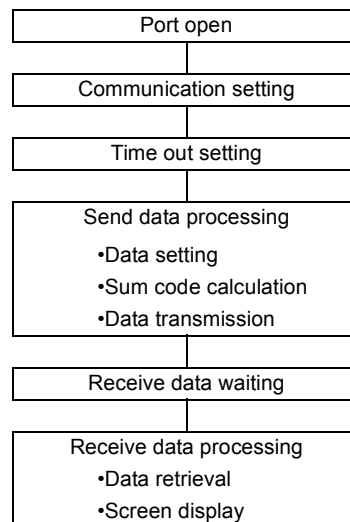 Port open
Communication setting
Time out setting
Send data processing
•Data setting
•Sum code calculation
•Data transmission
Receive data waiting
Receive data processing
•Data retrieval
•Screen display